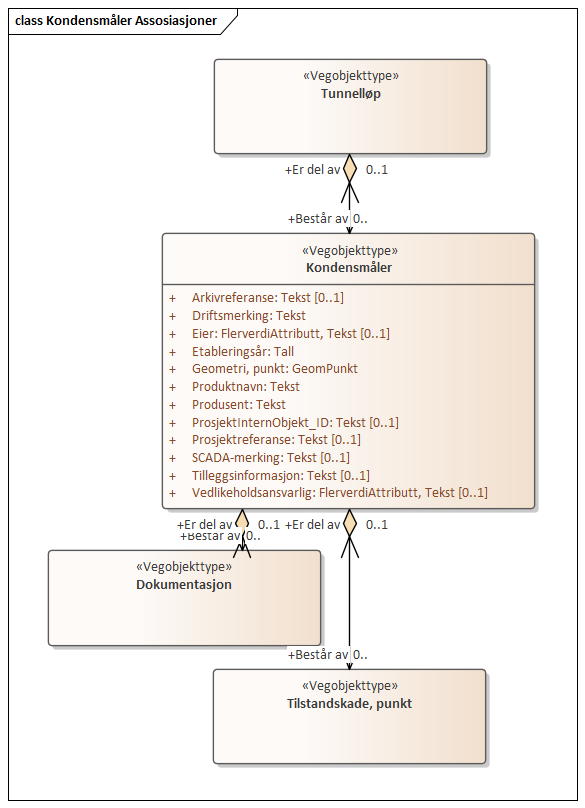 class Kondensmåler Assosiasjoner
«Vegobjekttype»
Tunnelløp
+Er del av 0..1
+Består av 0..
«Vegobjekttype»
Kondensmåler
+ Arkivreferanse: Tekst [0..1]
+ Driftsmerking: Tekst
+ Eier: FlerverdiAttributt, Tekst [0..1]
+ Etableringsår: Tall
+ Geometri, punkt: GeomPunkt
+ Produktnavn: Tekst
+ Produsent: Tekst
+ ProsjektInternObjekt_ID: Tekst [0..1]
+ Prosjektreferanse: Tekst [0..1]
+ SCADA-merking: Tekst [0..1]
+ Tilleggsinformasjon: Tekst [0..1]
+ Vedlikeholdsansvarlig: FlerverdiAttributt, Tekst [0..1]
+Er del av 0..1 +Er del av 0..1
+Består av 0..
«Vegobjekttype»
Dokumentasjon
+Består av 0..
«Vegobjekttype»
Tilstandskade, punkt